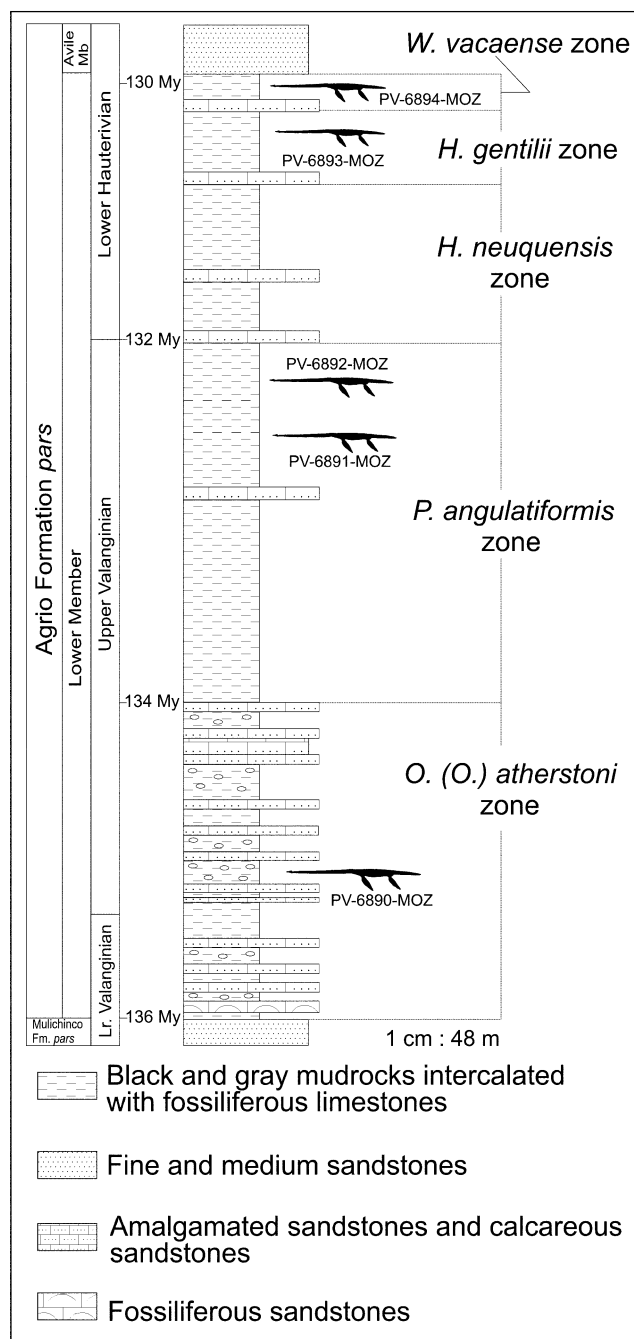 Avile
Mb
W. vacaense zone
130 My
PV-6894-MOZ
PV-6893-MOZ
H. gentilii zone
Lower Hauterivian
H. neuquensis
zone
132 My
PV-6892-MOZ
PV-6891-MOZ
Agrio Formation pars
Lower Member
Upper Valanginian
P. angulatiformis
zone
134 My
O. (O.) atherstoni
zone
PV-6890-MOZ
Lr. Valanginian
136 My
Mulichinco
Fm. pars
1 cm : 48 m
Black and gray mudrocks intercalated
with fossiliferous limestones
Fine and medium sandstones
Amalgamated sandstones and calcareous
sandstones
Fossiliferous sandstones